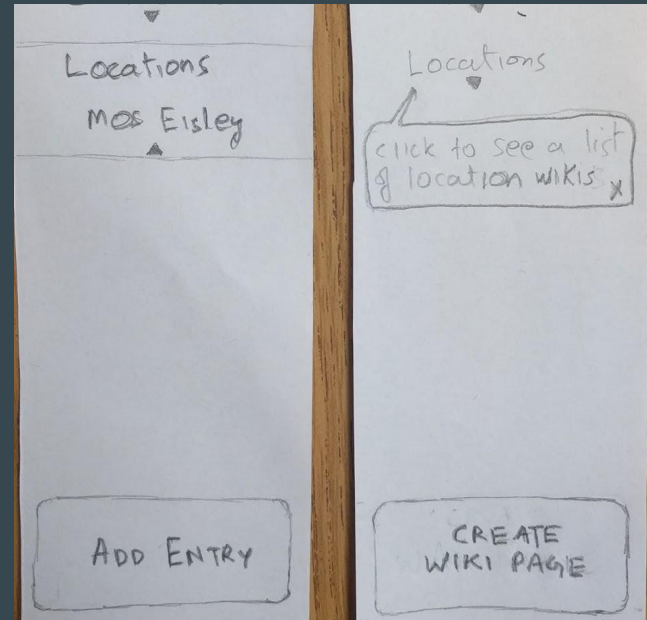 Locations
Mos Eisley
ADD ENTRY
Locations
click to see a list
of location wikis x
CREATE
WIKI PAGE